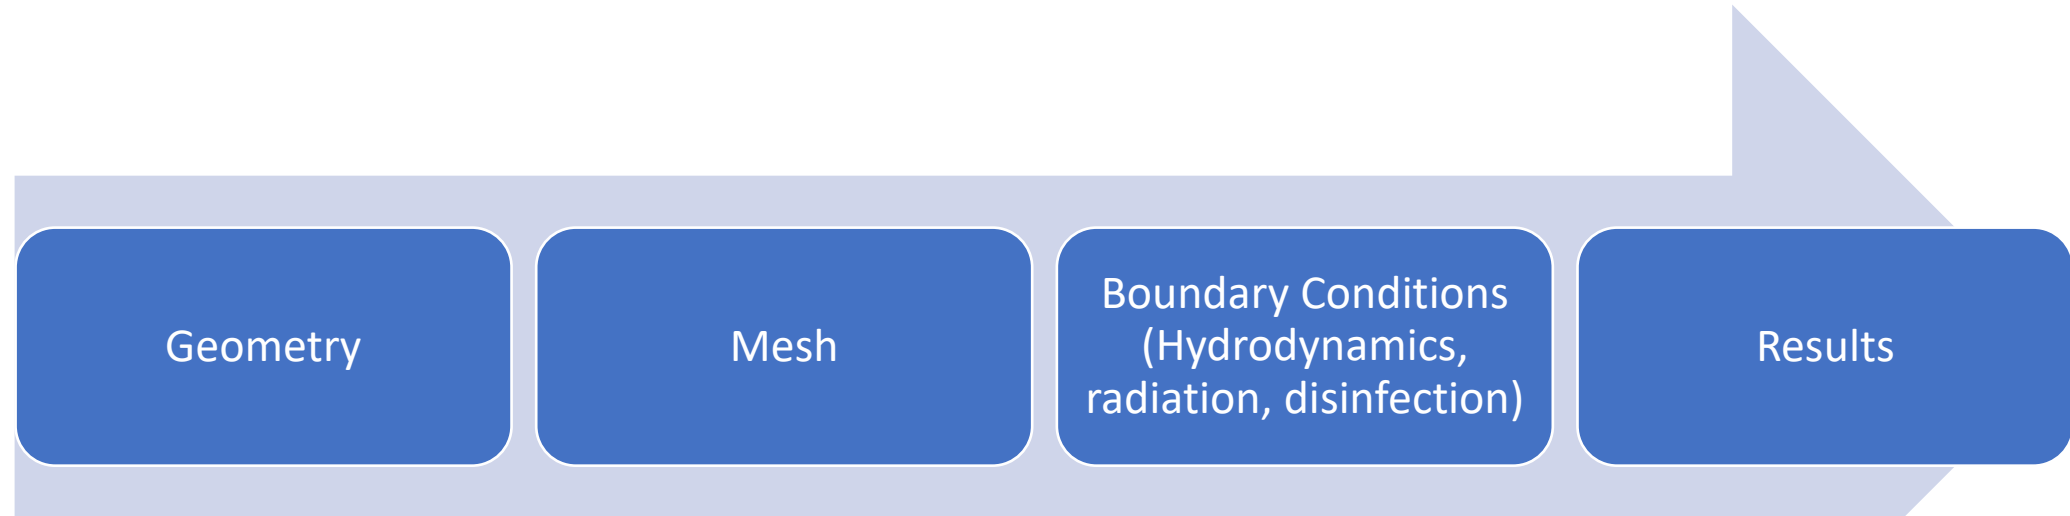 Geometry
Mesh
Boundary Conditions
(Hydrodynamics,
radiation, disinfection)
Results